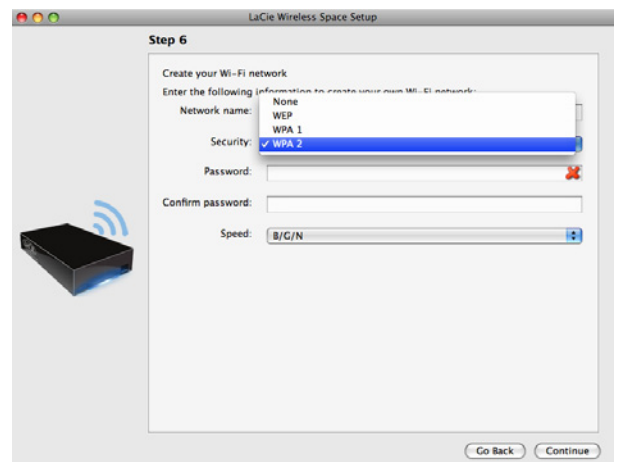 LaCie Wireless Space Setup
Step 6
Create your Wi-Fi network
Enter the following information to create your own Wi-Fi network:
Network name:
None
WEP
WPA 1
Security:
✓ WPA 2
Password:
Confirm password:
Speed:
B/G/N
Go Back
Continue